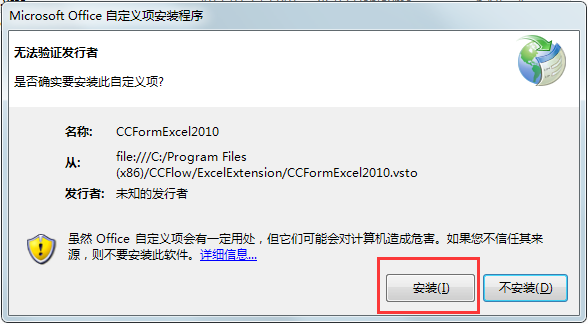 Microsoft Office 自定义项安装程序
无法验证发行者
是否确实要安装此自定义项?
名称: CCFormExcel2010
从: file:///C:/Program Files
(x86)/CCFlow/ExcelExtension/CCFormExcel2010.vsto
发行者: 未知的发行者
虽然 Office 自定义项会有一定用处，但它们可能会对计算机造成危害。如果您不信任其来
源，则不要安装此软件。详细信息...
安装(I) 不安装(D)